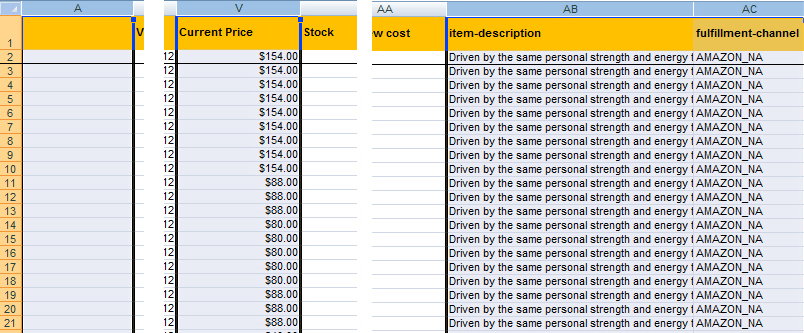 A V AA AB AC
1 V Current Price Stock w cost item-description fulfillment-channel
2 12 $154.00 Driven by the same personal strength and energy t AMAZON_NA
3 12 $154.00 Driven by the same personal strength and energy t AMAZON_NA
4 12 $154.00 Driven by the same personal strength and energy t AMAZON_NA
5 12 $154.00 Driven by the same personal strength and energy t AMAZON_NA
6 12 $154.00 Driven by the same personal strength and energy t AMAZON_NA
7 12 $154.00 Driven by the same personal strength and energy t AMAZON_NA
8 12 $154.00 Driven by the same personal strength and energy t AMAZON_NA
9 12 $154.00 Driven by the same personal strength and energy t AMAZON_NA
10 12 $154.00 Driven by the same personal strength and energy t AMAZON_NA
11 12 $88.00 Driven by the same personal strength and energy t AMAZON_NA
12 12 $88.00 Driven by the same personal strength and energy t AMAZON_NA
13 12 $88.00 Driven by the same personal strength and energy t AMAZON_NA
14 12 $80.00 Driven by the same personal strength and energy t AMAZON_NA
15 12 $80.00 Driven by the same personal strength and energy t AMAZON_NA
16 12 $80.00 Driven by the same personal strength and energy t AMAZON_NA
17 12 $80.00 Driven by the same personal strength and energy t AMAZON_NA
18 12 $88.00 Driven by the same personal strength and energy t AMAZON_NA
19 12 $88.00 Driven by the same personal strength and energy t AMAZON_NA
20 12 $88.00 Driven by the same personal strength and energy t AMAZON_NA
21 12 $88.00 Driven by the same personal strength and energy t AMAZON_NA